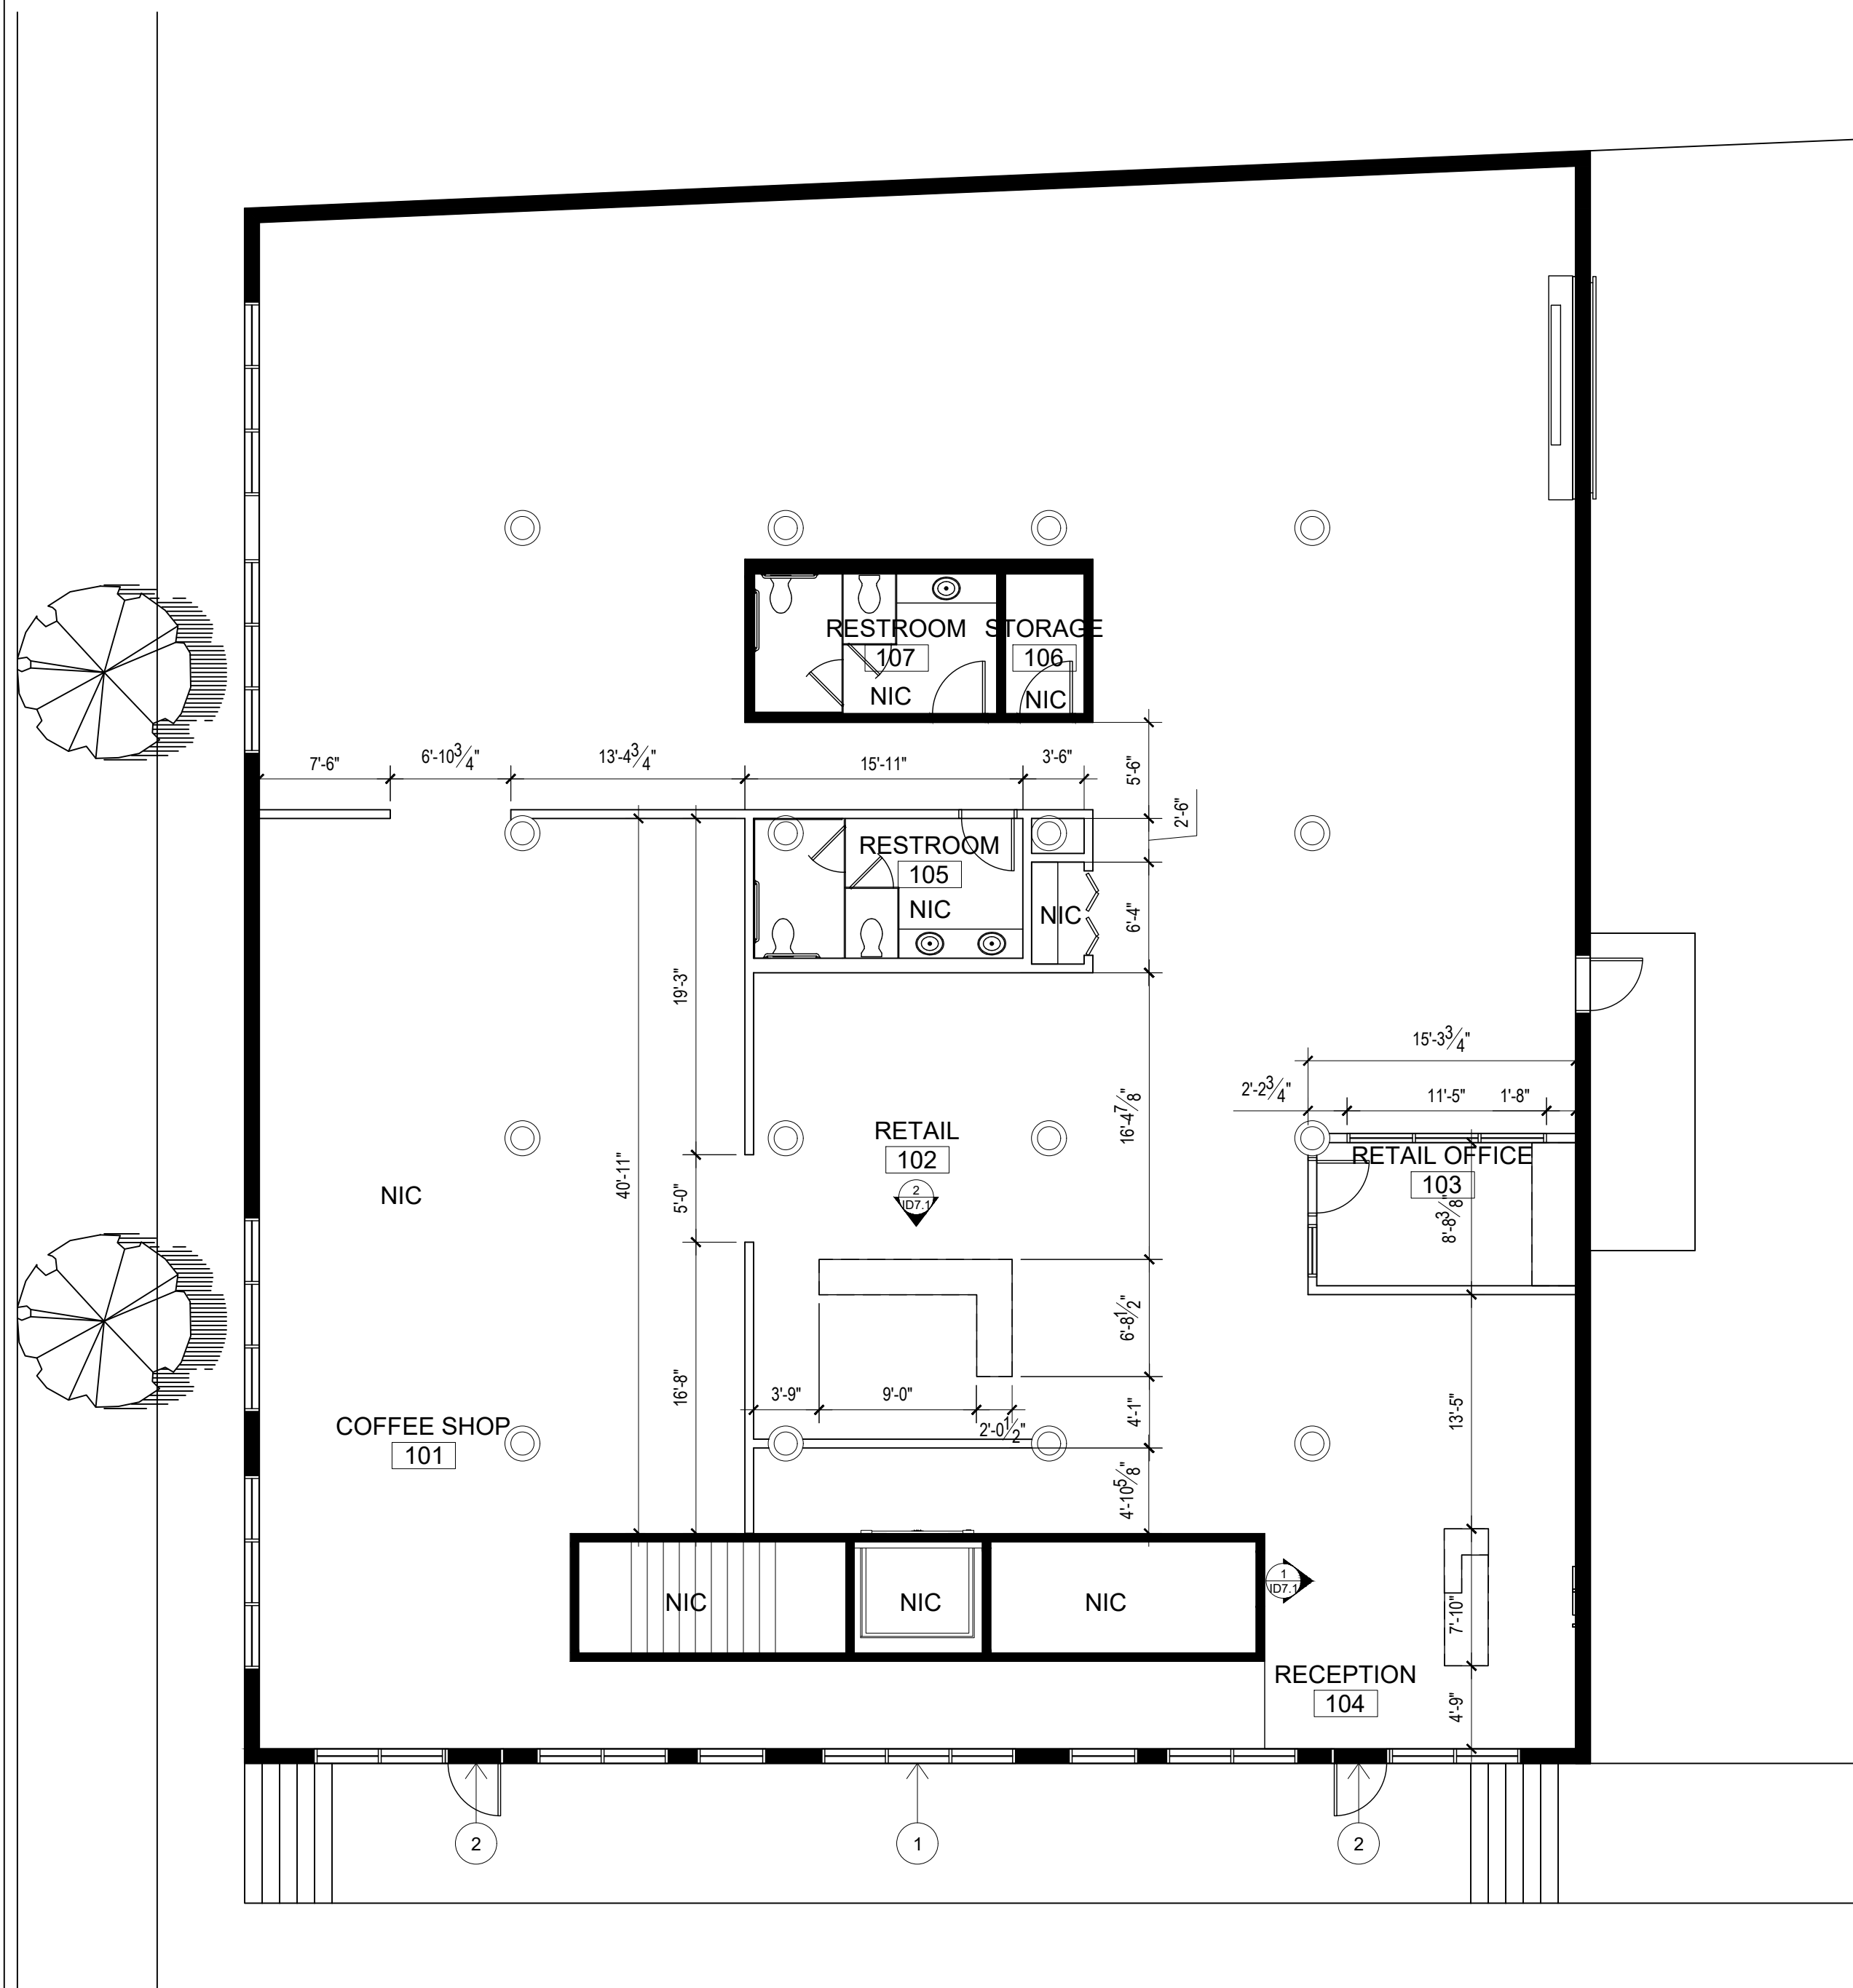 RESTROOM STORAGE
107 106
NIC NIC
7'-6" 6'-10 3/4" 13'-4 3/4" 15'-11" 3'-6"
5'-6"
2'-6"
RESTROOM
105
NIC
NIC
6'-4"
19'-3"
15'-3 3/4"
2'-2 3/4" 11'-5" 1'-8"
16'-4 7/8"
RETAIL
102
2
ID7.1
RETAIL OFFICE
103
8'-8 3/8"
40'-11"
NIC
5'-0"
6'-8 1/2"
16'-8"
3'-9" 9'-0"
2'-0 1/2"
4'-1"
13'-5"
COFFEE SHOP
101
4'-10 5/8"
NIC NIC NIC
1
ID7.1
7'-10"
RECEPTION
104
4'-9"
2 1 2